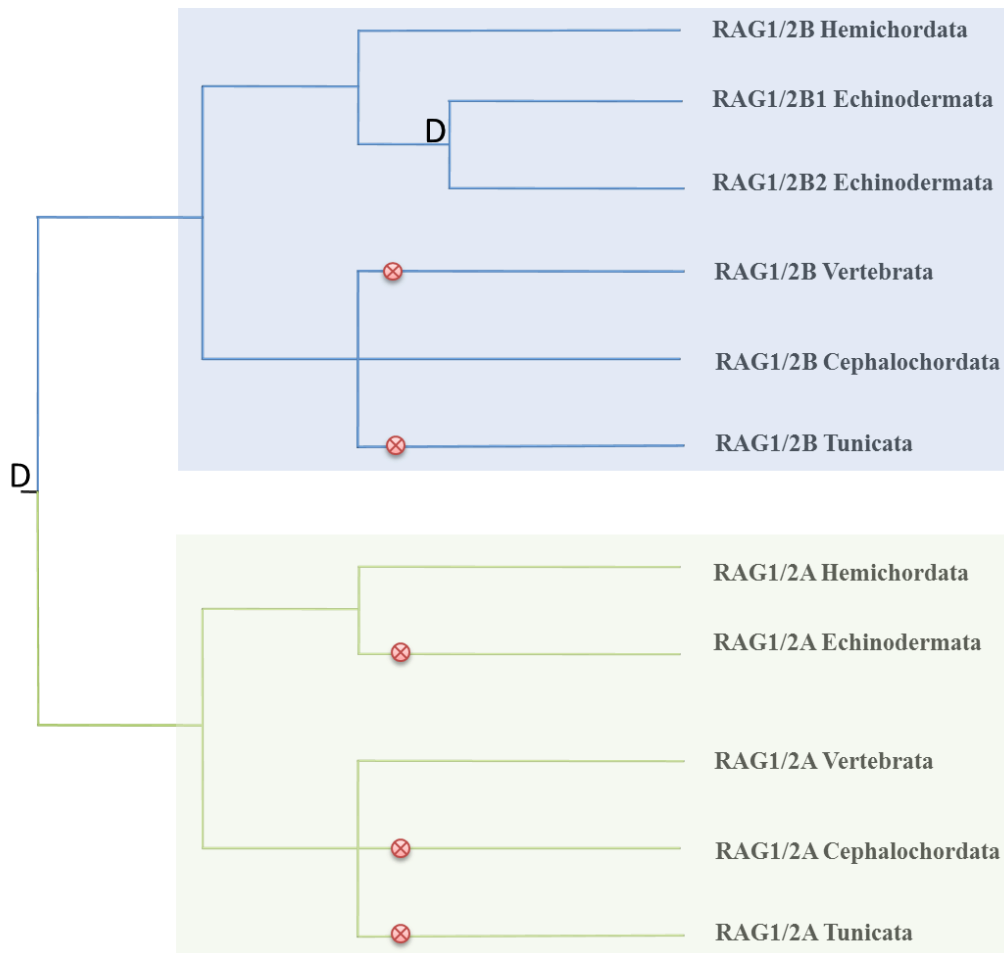 RAG1/2B Hemichordata
RAG1/2B1 Echinodermata
D
RAG1/2B2 Echinodermata
RAG1/2B Vertebrata
RAG1/2B Cephalochordata
RAG1/2B Tunicata
D
RAG1/2A Hemichordata
RAG1/2A Echinodermata
RAG1/2A Vertebrata
RAG1/2A Cephalochordata
RAG1/2A Tunicata